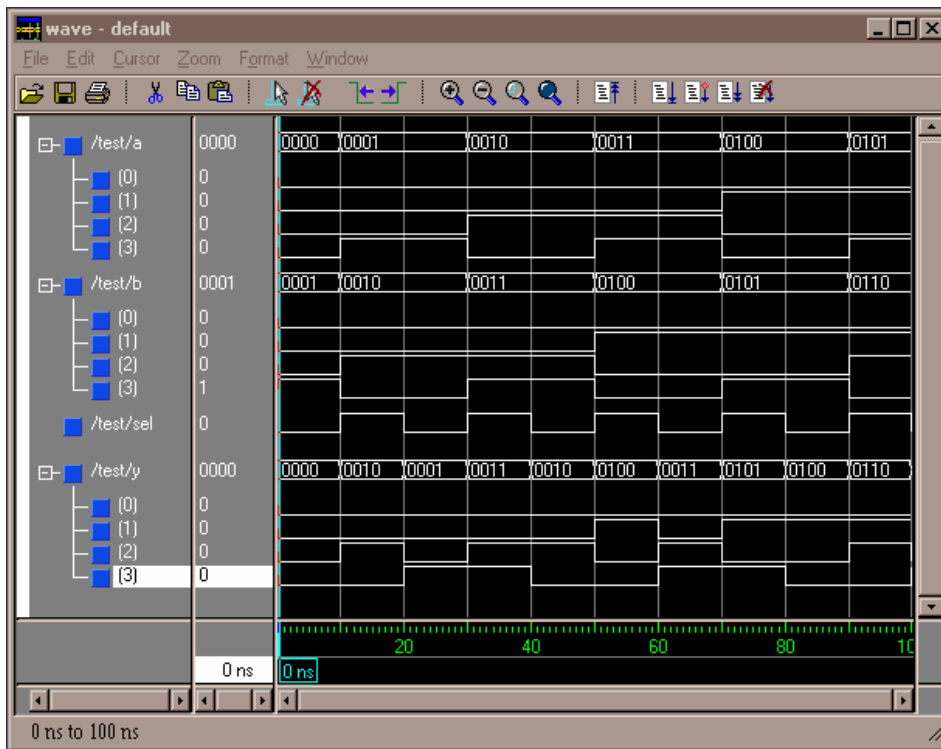 wave - default
File Edit Cursor Zoom Format Window
/test/a 0000 0000 0001 0010 0011 0100 0101
(0) 0
(1) 0
(2) 0
(3) 0
/test/b 0001 0001 0010 0011 0100 0101 0110
(0) 0
(1) 0
(2) 0
(3) 1
/test/sel 0
/test/y 0000 0000 0010 0001 0011 0010 0100 0011 0101 0100 0110
(0) 0
(1) 0
(2) 0
(3) 0
20 40 60 80 10
0 ns 0 ns
0 ns to 100 ns